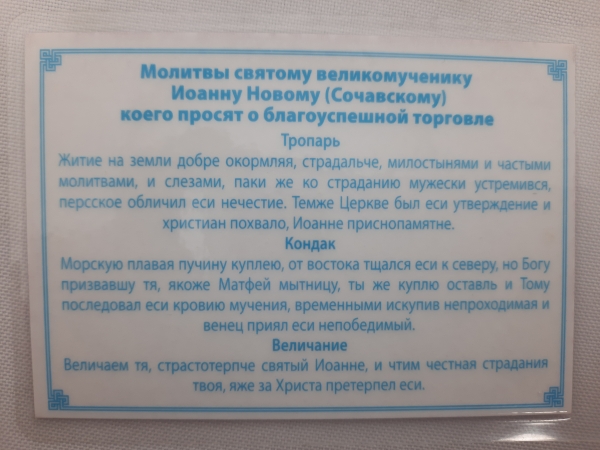 Молитвы святому великомученику
Иоанну Новому (Сочавскому)
коего просят о благоуспешной торговле
Тропарь
Житие на земли добре окормляя, страдальче, милостынями и частыми
молитвами, и слезами, паки же ко страданию мужески устремився,
персское обличил еси нечестие. Темже Церкве был еси утверждение и
христиан похвало, Иоанне приснопамятне.
Кондак
Морскую плавая пучину куплею, от востока тщался еси к северу, но Богу
призвавшу тя, якоже Матфей мытницу, ты же куплю оставль и Тому
последовал еси кровию мучения, временными искупив непроходимая и
венец приял еси непобедимый.
Величание
Величаем тя, страстотерпче святый Иоанне, и чтим честная страдания
твоя, яже за Христа претерпел еси.